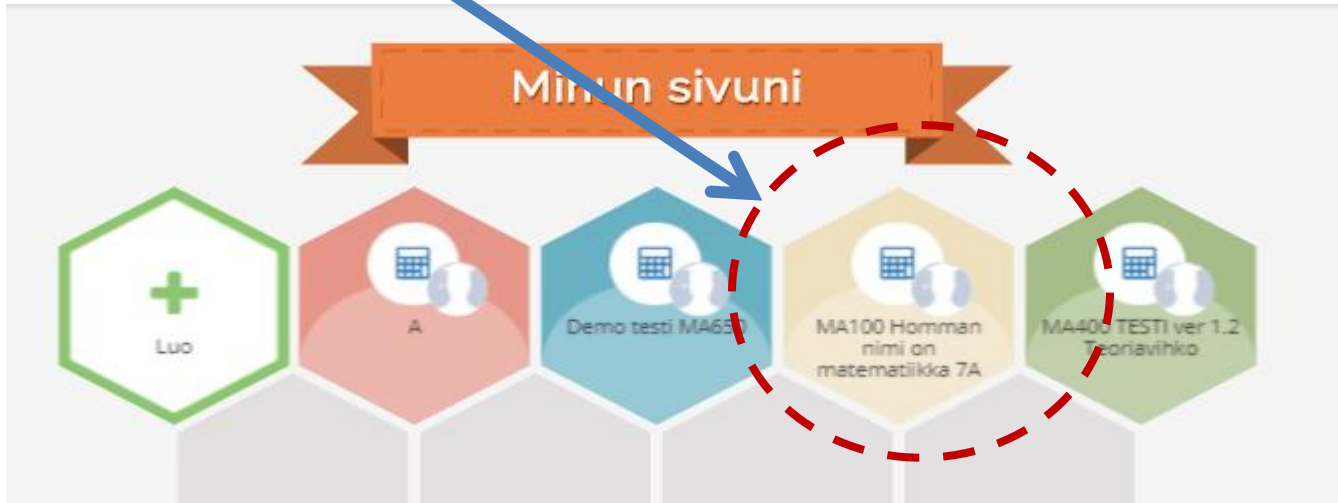 Minun sivuni
Luo
A
Demo testi MA650
MA100 Homman
nimi on
matematiikka 7A
MA400 TESTI ver 1.2
Teoriavihko